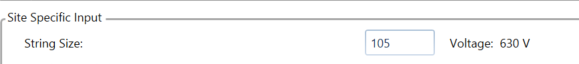 Site Specific Input
String Size: 105 Voltage: 630 V